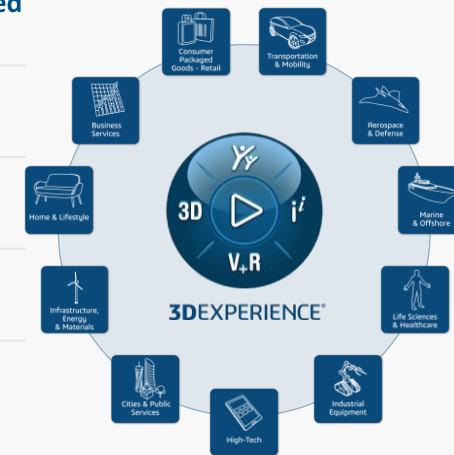 ed
Consumer
Packaged
Goods - Retail
Transportation
& Mobility
Business
Services
Aerospace
& Defense
Home & Lifestyle
Marine
& Offshore
3D
i i
V+R
3DEXPERIENCE®
Infrastructure,
Energy
& Materials
Life Sciences
& Healthcare
Cities & Public
Services
Industrial
Equipment
High-Tech